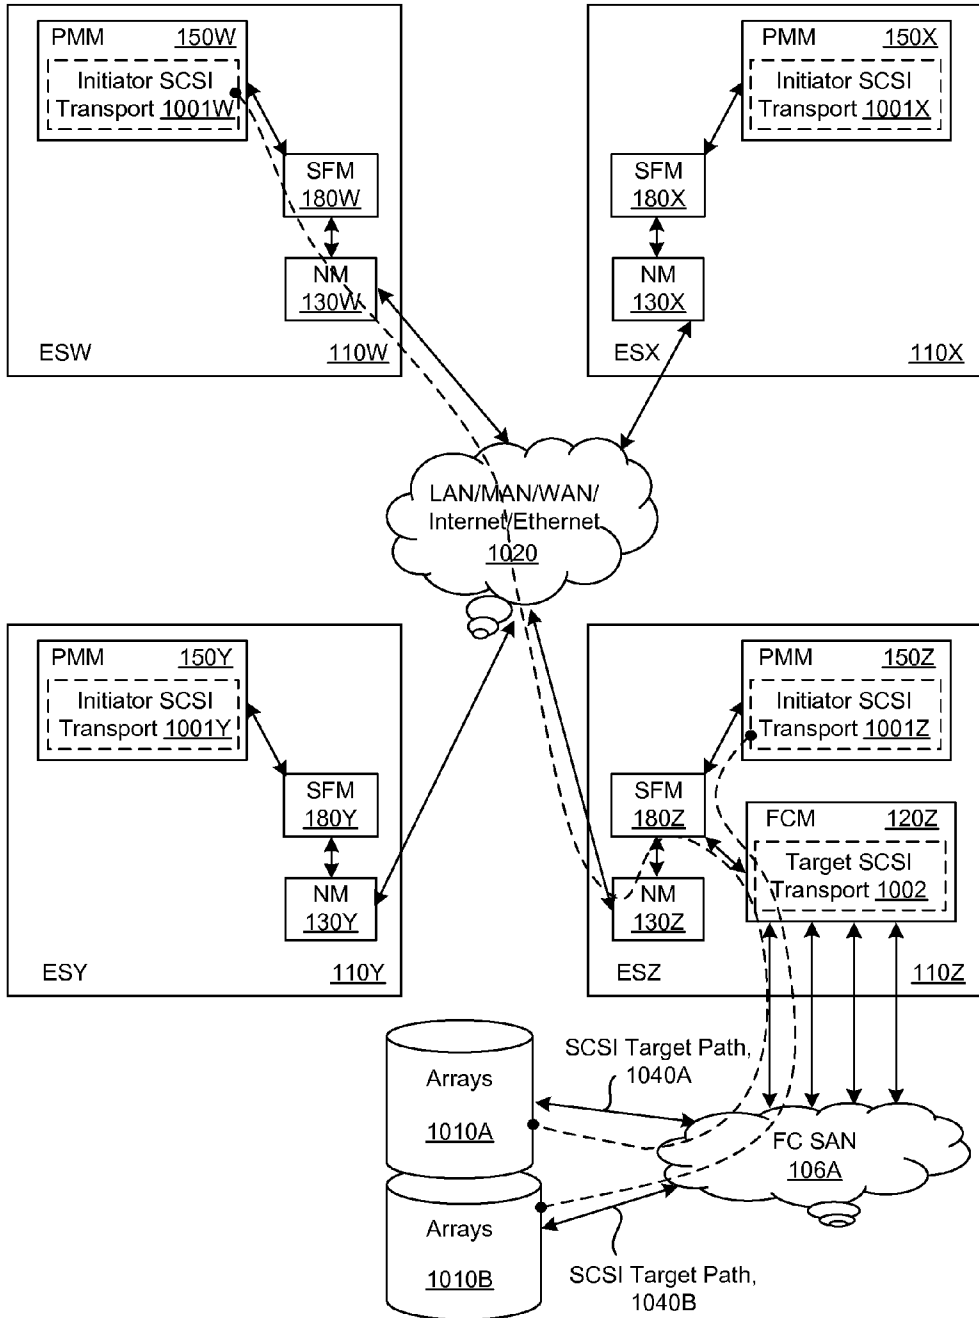 PMM 150W
Initiator SCSI
Transport 1001W
SFM
180W
NM
130W
ESW 110W
PMM 150X
Initiator SCSI
Transport 1001X
SFM
180X
NM
130X
ESX 110X
LAN/MAN/WAN/
Internet/Ethernet
1020
PMM 150Y
Initiator SCSI
Transport 1001Y
SFM
180Y
NM
130Y
ESY 110Y
PMM 150Z
Initiator SCSI
Transport 1001Z
SFM
180Z
FCM 120Z
Target SCSI
Transport 1002
NM
130Z
ESZ 110Z
Arrays
1010A
SCSI Target Path,
1040A
FC SAN
106A
Arrays
1010B
SCSI Target Path,
1040B